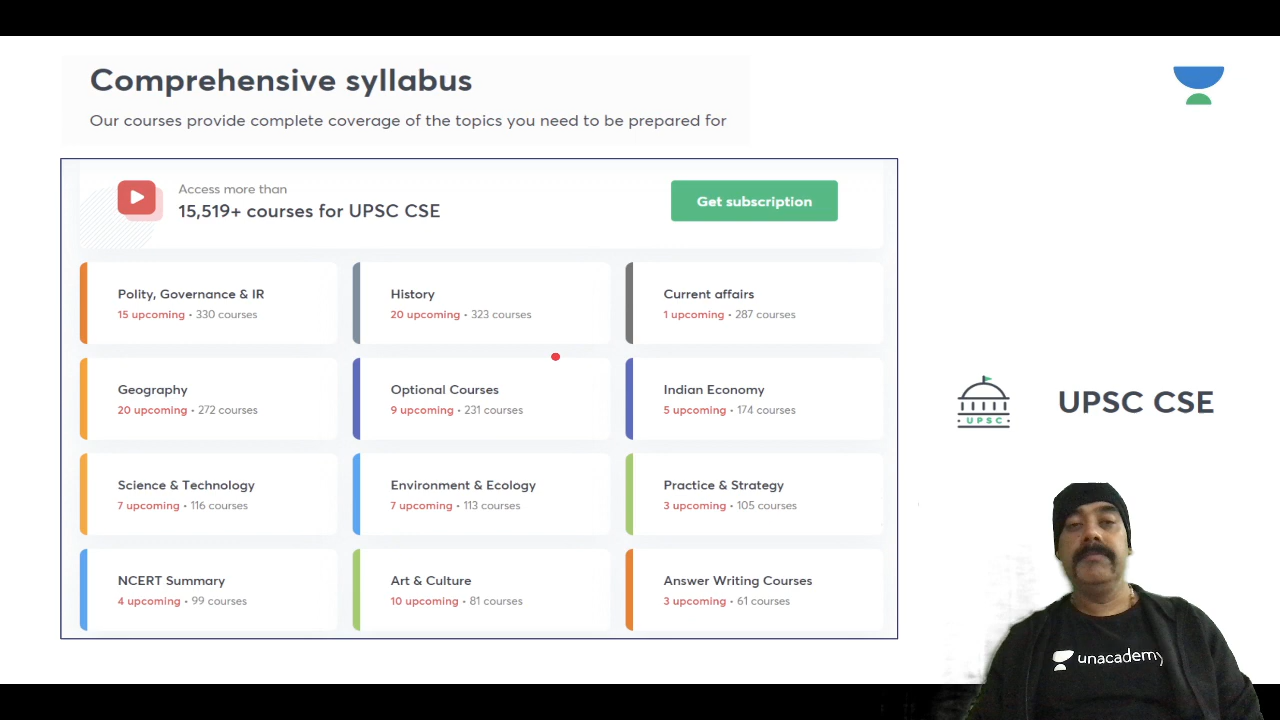 Comprehensive syllabus
Our courses provide complete coverage of the topics you need to be prepared for
Access more than
15,519+ courses for UPSC CSE
Get subscription
Polity, Governance & IR
15 upcoming • 330 courses
History
20 upcoming • 323 courses
Current affairs
1 upcoming • 287 courses
Geography
20 upcoming • 272 courses
Optional Courses
9 upcoming • 231 courses
Indian Economy
5 upcoming • 174 courses
Science & Technology
7 upcoming • 116 courses
Environment & Ecology
7 upcoming • 113 courses
Practice & Strategy
3 upcoming • 105 courses
NCERT Summary
4 upcoming • 99 courses
Art & Culture
10 upcoming • 81 courses
Answer Writing Courses
3 upcoming • 61 courses
UPSC
UPSC CSE
unacademy